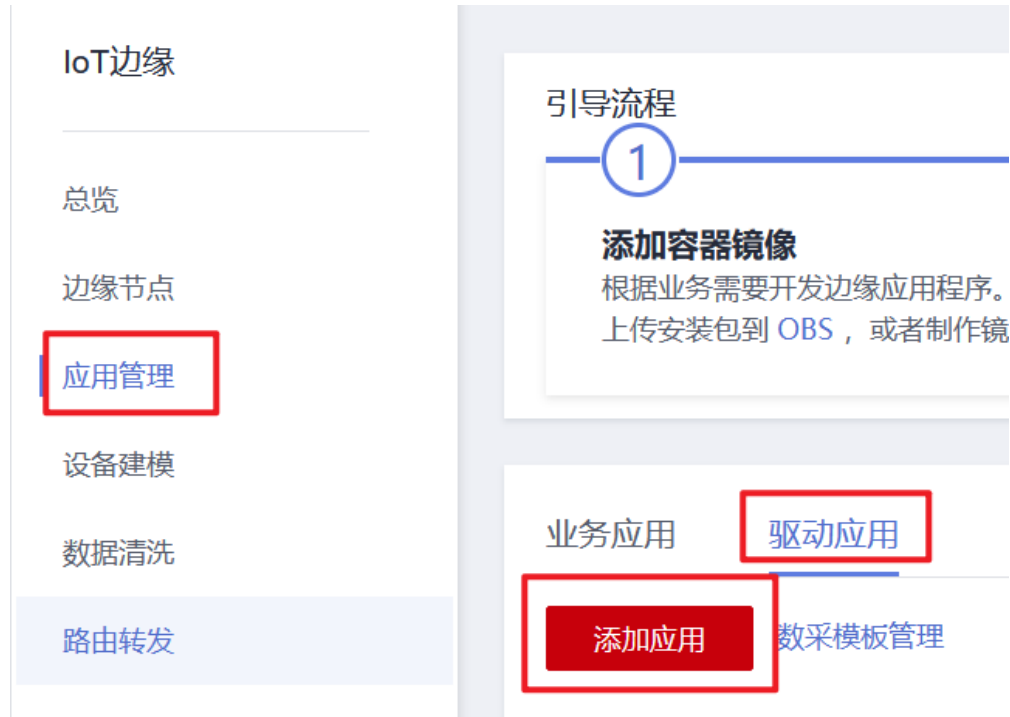 IoT边缘
总览
边缘节点
应用管理
设备建模
数据清洗
路由转发
引导流程
1
添加容器镜像
根据业务需要开发边缘应用程序。
上传安装包到 OBS ，或者制作镜
业务应用
驱动应用
添加应用
数采模板管理